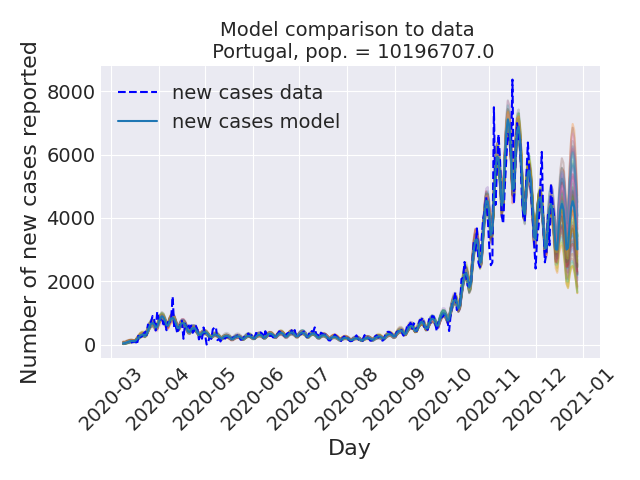 Model comparison to data
Portugal, pop. = 10196707.0
Number of new cases reported
8000
6000
4000
2000
0
new cases data
new cases model
2020-03
2020-04
2020-05
2020-06
2020-07
2020-08
2020-09
2020-10
2020-11
2020-12
2021-01
Day